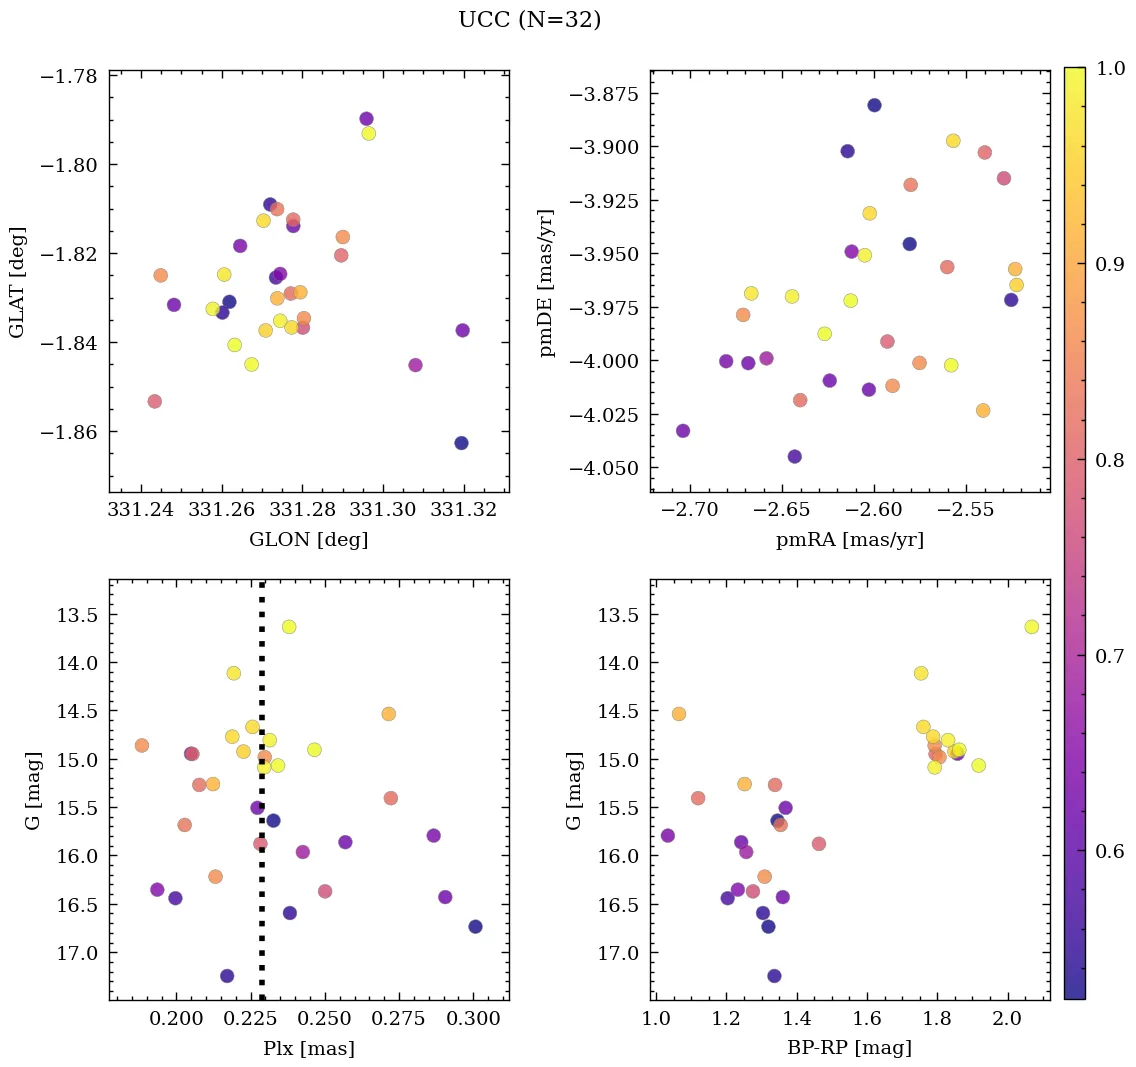 UCC (N=32)
−1.78
−1.80
−1.82
−1.84
−1.86
GLAT [deg]
331.24 331.26 331.28 331.30 331.32
GLON [deg]
−3.875
−3.900
−3.925
−3.950
−3.975
−4.000
−4.025
−4.050
pmDE [mas/yr]
−2.70 −2.65 −2.60 −2.55
pmRA [mas/yr]
1.0
0.9
0.8
0.7
0.6
13.5
14.0
14.5
15.0
15.5
16.0
16.5
17.0
G [mag]
0.200 0.225 0.250 0.275 0.300
Plx [mas]
13.5
14.0
14.5
15.0
15.5
16.0
16.5
17.0
G [mag]
1.0 1.2 1.4 1.6 1.8 2.0
BP-RP [mag]